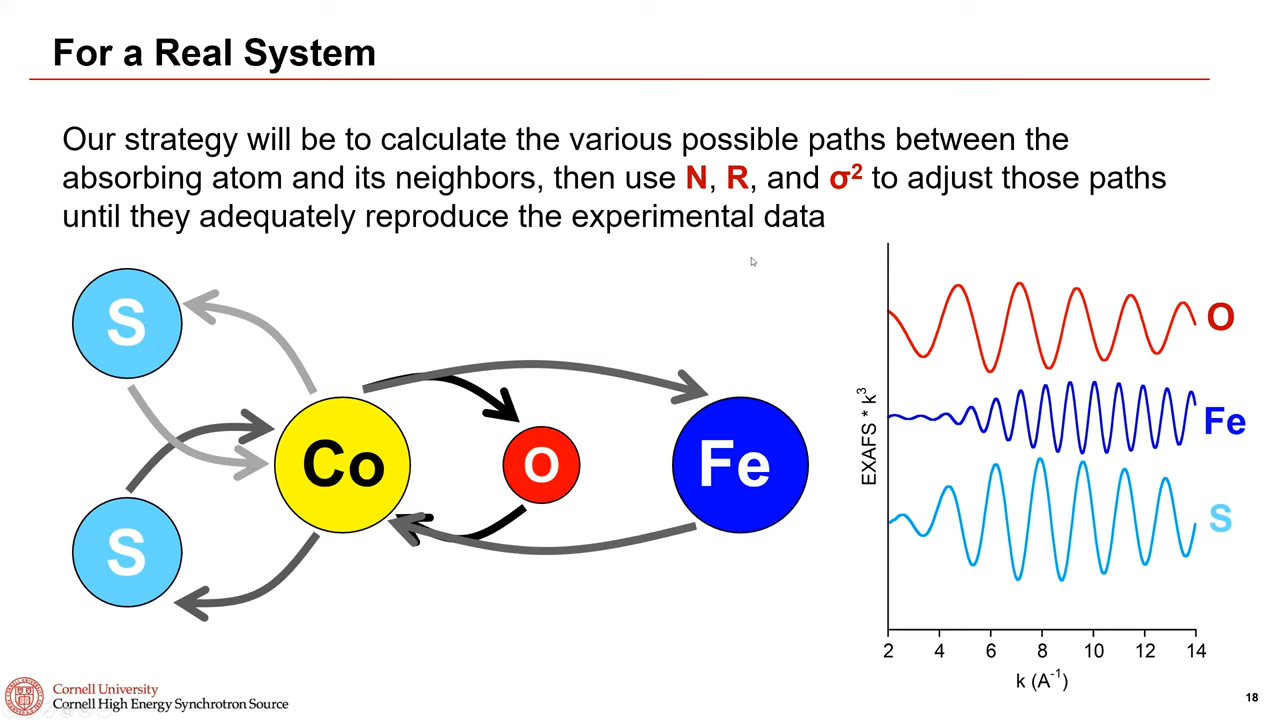 For a Real System
Our strategy will be to calculate the various possible paths between the
absorbing atom and its neighbors, then use N, R, and σ² to adjust those paths
until they adequately reproduce the experimental data
S
Co
O
Fe
S
EXAFS * k³
O
Fe
S
2 4 6 8 10 12 14
k (A⁻¹)
Cornell University
Cornell High Energy Synchrotron Source
18